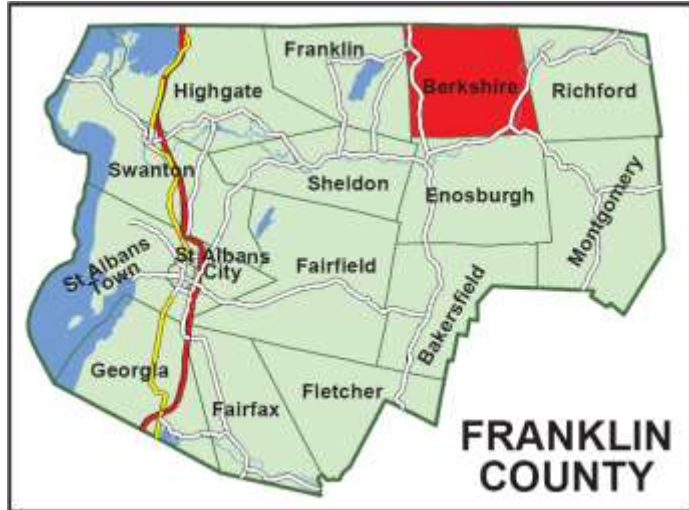 Franklin
Berkshire
Richford
Highgate
Swanton
Sheldon
Enosburgh
Montgomery
St Albans
Town
St Albans
City
Fairfield
Bakersfield
Georgia
Fairfax
Fletcher
FRANKLIN
COUNTY